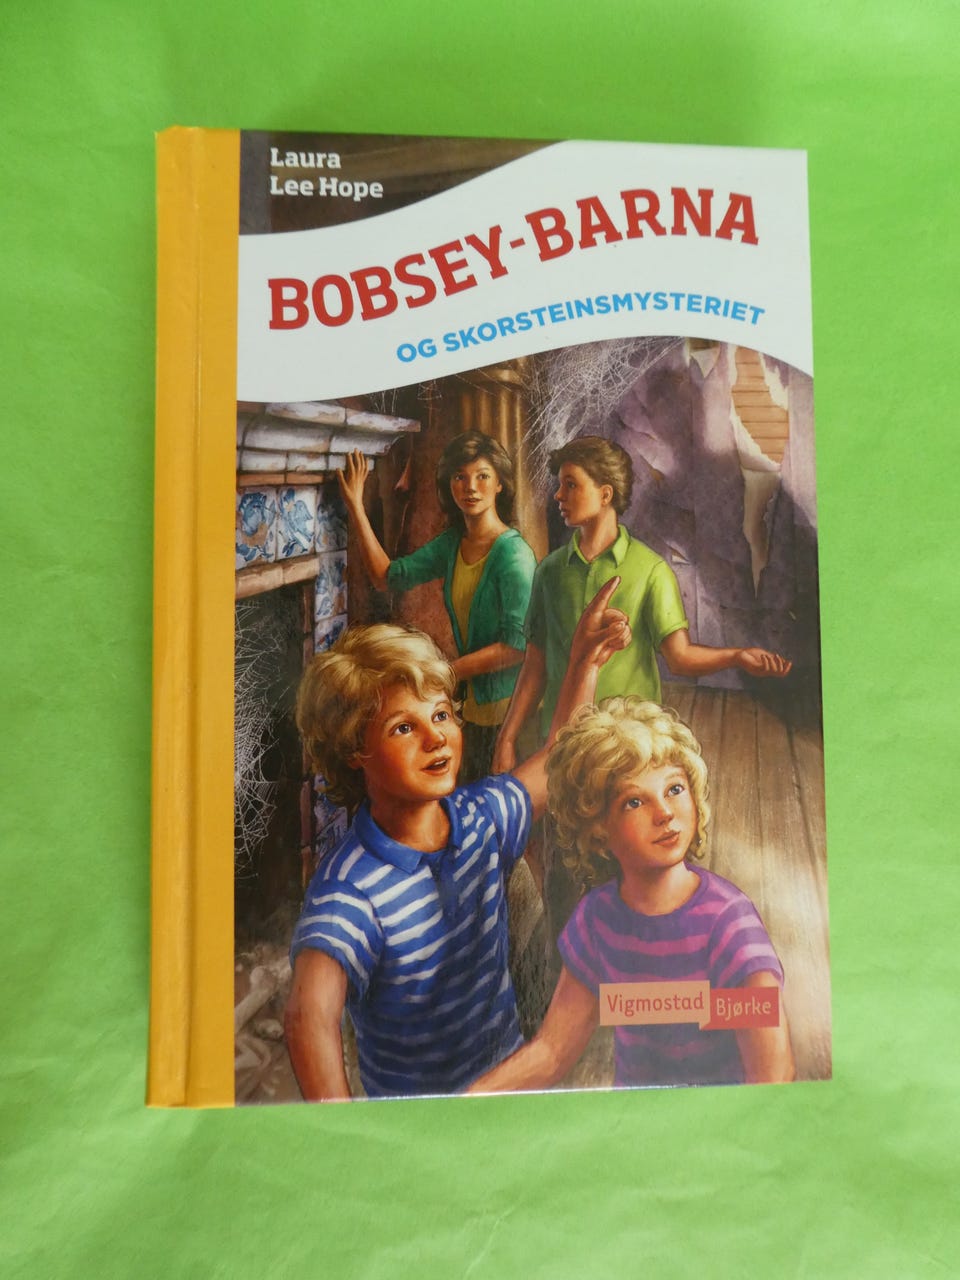 Laura
Lee Hope
BOBSEY-BARNA
OG SKORSTEINSMYSTERIET
Vigmostad Bjørke